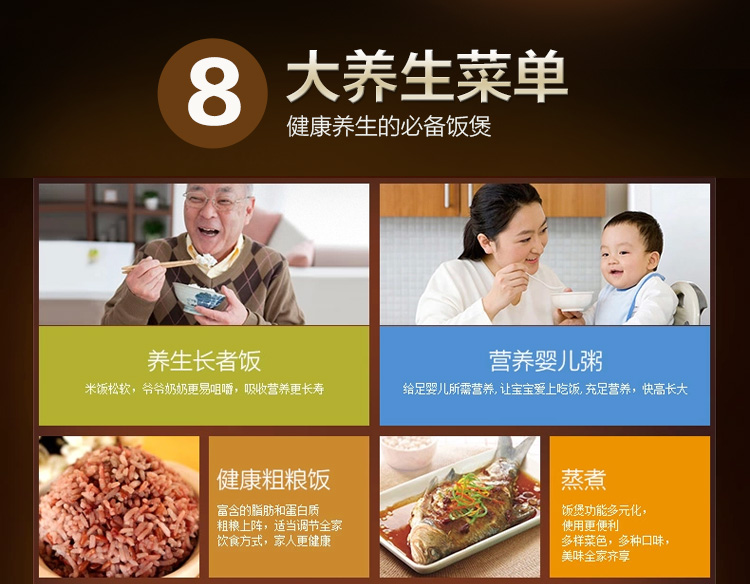 8
大养生菜单
健康养生的必备饭煲
养生长者饭
米饭松软，爷爷奶奶更易咀嚼，吸收营养更长寿
营养婴儿粥
给足婴儿所需营养,让宝宝爱上吃饭,充足营养，快高长大
健康粗粮饭
富含的脂肪和蛋白质
粗粮上阵，适当调节全家
饮食方式，家人更健康
蒸煮
饭煲功能多元化，
使用更便利
多样菜色，多种口味，
美味全家齐享